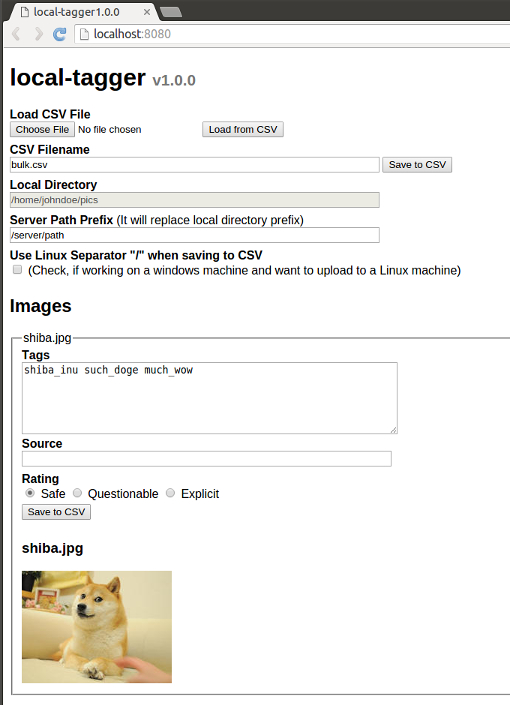 local-tagger1.0.0
localhost:8080
local-tagger v1.0.0
Load CSV File
Choose File No file chosen Load from CSV
CSV Filename
bulk.csv Save to CSV
Local Directory
/home/johndoe/pics
Server Path Prefix (It will replace local directory prefix)
/server/path
Use Linux Separator "/" when saving to CSV
(Check, if working on a windows machine and want to upload to a Linux machine)
Images
shiba.jpg
Tags
shiba_inu such_doge much_wow
Source
Rating
Safe Questionable Explicit
Save to CSV
shiba.jpg